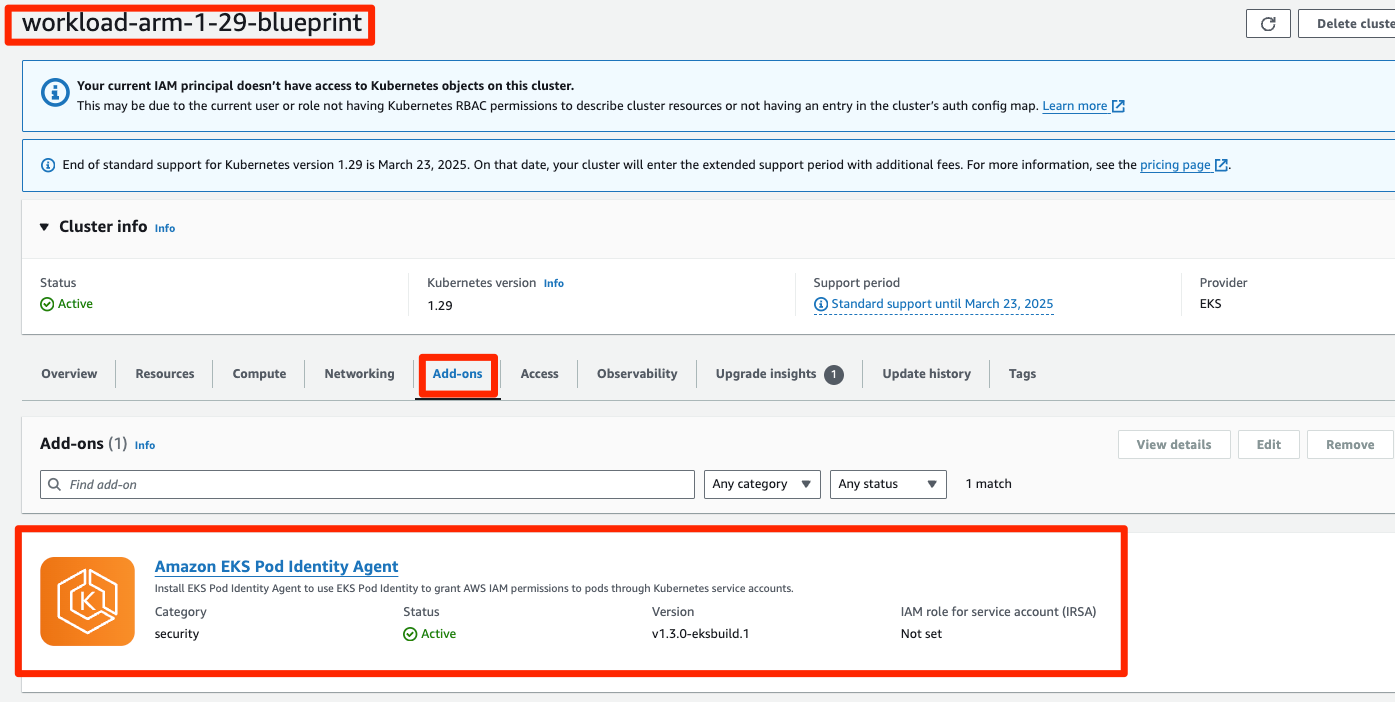 workload-arm-1-29-blueprint
Delete cluste
Your current IAM principal doesn’t have access to Kubernetes objects on this cluster.
This may be due to the current user or role not having Kubernetes RBAC permissions to describe cluster resources or not having an entry in the cluster’s auth config map. Learn more
End of standard support for Kubernetes version 1.29 is March 23, 2025. On that date, your cluster will enter the extended support period with additional fees. For more information, see the pricing page.
Cluster info Info
Status
Active
Kubernetes version Info
1.29
Support period
Standard support until March 23, 2025
Provider
EKS
Overview Resources Compute Networking Add-ons Access Observability Upgrade insights 1 Update history Tags
Add-ons (1) Info
View details Edit Remove
Find add-on Any category Any status 1 match
K
Amazon EKS Pod Identity Agent
Install EKS Pod Identity Agent to use EKS Pod Identity to grant AWS IAM permissions to pods through Kubernetes service accounts.
Category
security
Status
Active
Version
v1.3.0-eksbuild.1
IAM role for service account (IRSA)
Not set